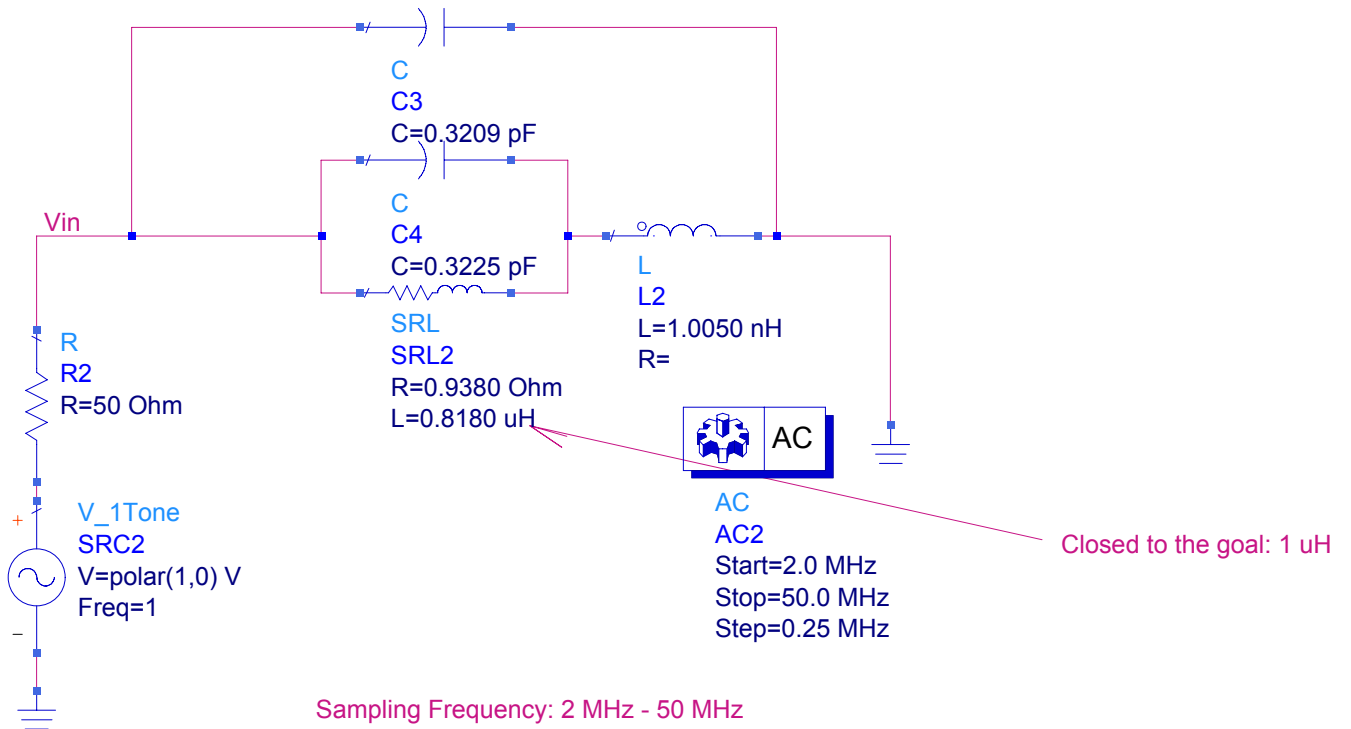 C
C3
C=0.3209 pF
C
C4
C=0.3225 pF
Vin
L
L2
L=1.0050 nH
R=
SRL
SRL2
R=0.9380 Ohm
L=0.8180 uH
R
R2
R=50 Ohm
AC
AC
AC2
Start=2.0 MHz
Stop=50.0 MHz
Step=0.25 MHz
Closed to the goal: 1 uH
+
V_1Tone
SRC2
V=polar(1,0) V
Freq=1
−
Sampling Frequency: 2 MHz - 50 MHz